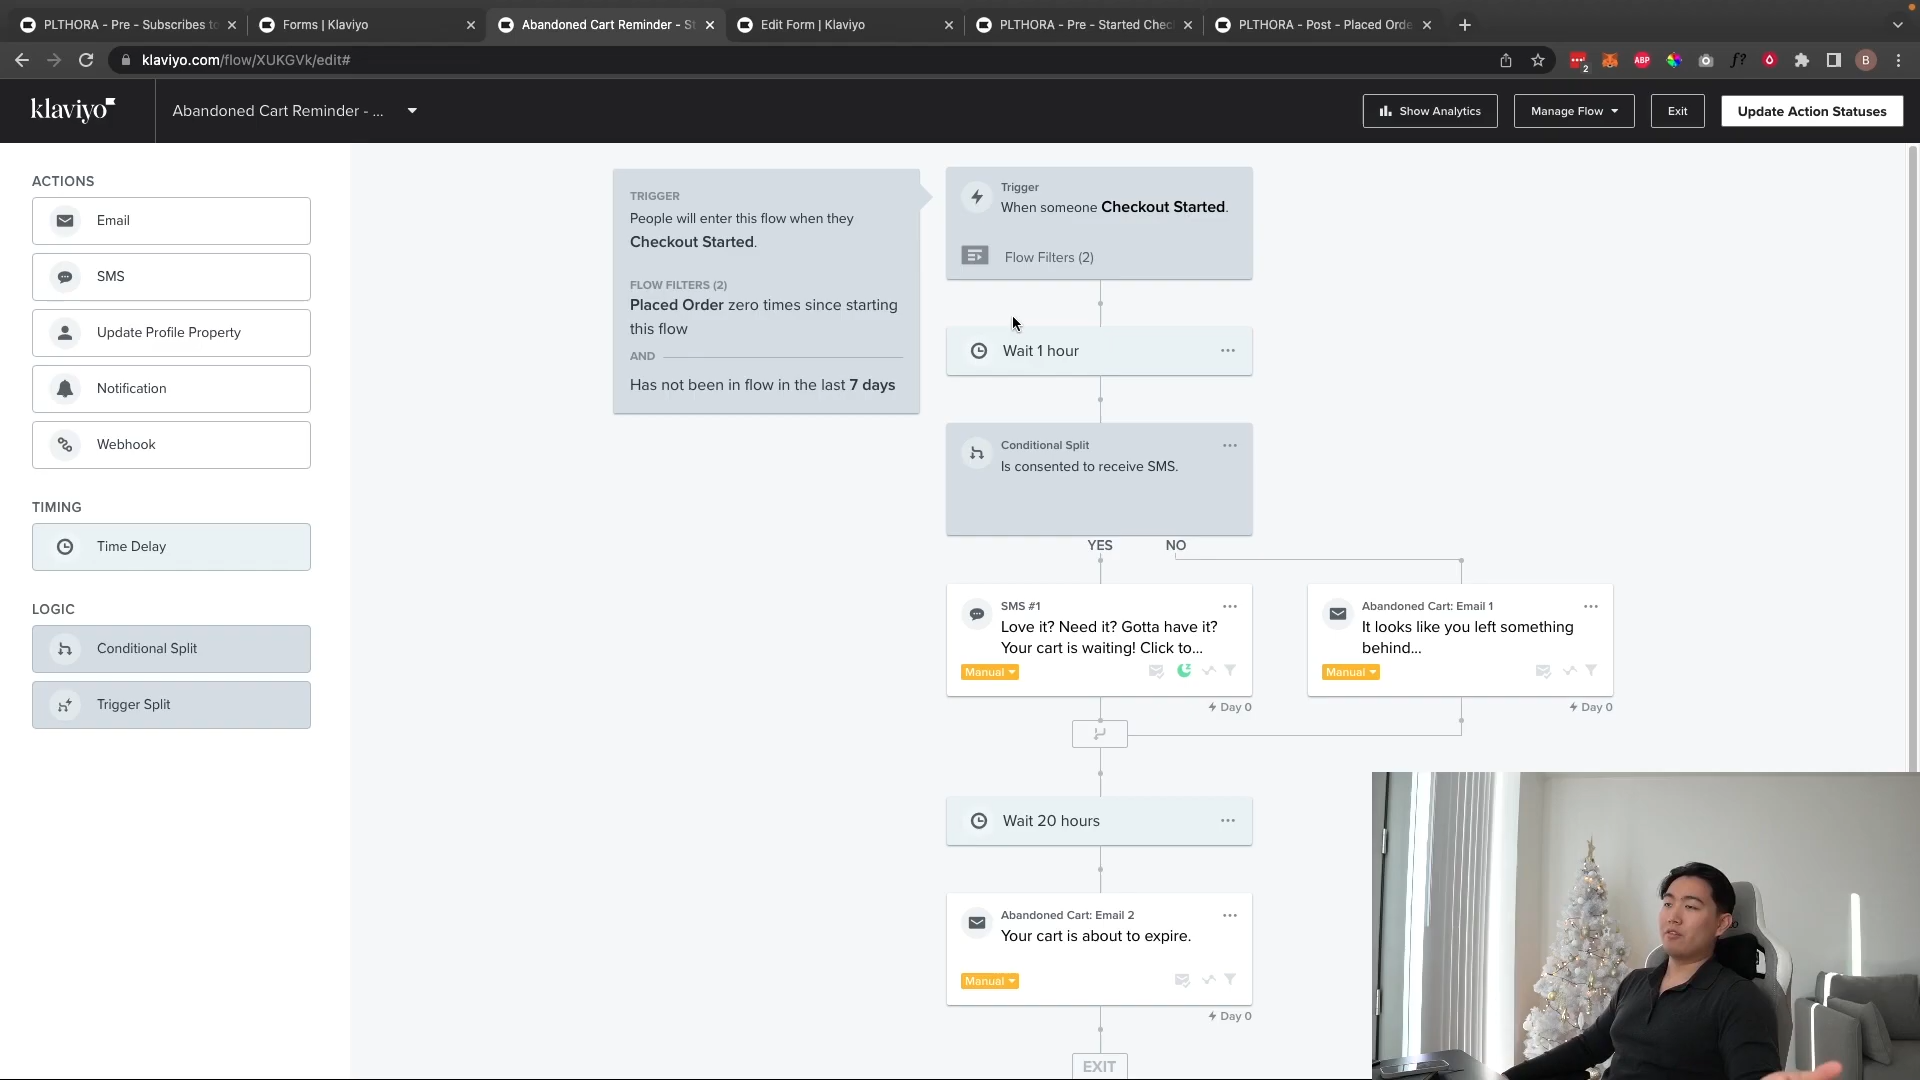 PLTHORA - Pre - Subscribes to
Forms | Klaviyo
Abandoned Cart Reminder - St
Edit Form | Klaviyo
PLTHORA - Pre - Started Chec
PLTHORA - Post - Placed Orde
klaviyo.com/flow/XUKGVk/edit#
2
ABP
f?
B
klaviyo
Abandoned Cart Reminder - ...
Show Analytics
Manage Flow
Exit
Update Action Statuses
ACTIONS
Email
SMS
Update Profile Property
Notification
Webhook
TIMING
Time Delay
LOGIC
Conditional Split
Trigger Split
TRIGGER
People will enter this flow when they
Checkout Started.
FLOW FILTERS (2)
Placed Order zero times since starting
this flow
AND
Has not been in flow in the last 7 days
Trigger
When someone Checkout Started.
Flow Filters (2)
Wait 1 hour
Conditional Split
Is consented to receive SMS.
YES
NO
SMS #1
Love it? Need it? Gotta have it?
Your cart is waiting! Click to...
Manual
Day 0
Abandoned Cart: Email 1
It looks like you left something
behind...
Manual
Day 0
Wait 20 hours
Abandoned Cart: Email 2
Your cart is about to expire.
Manual
Day 0
EXIT